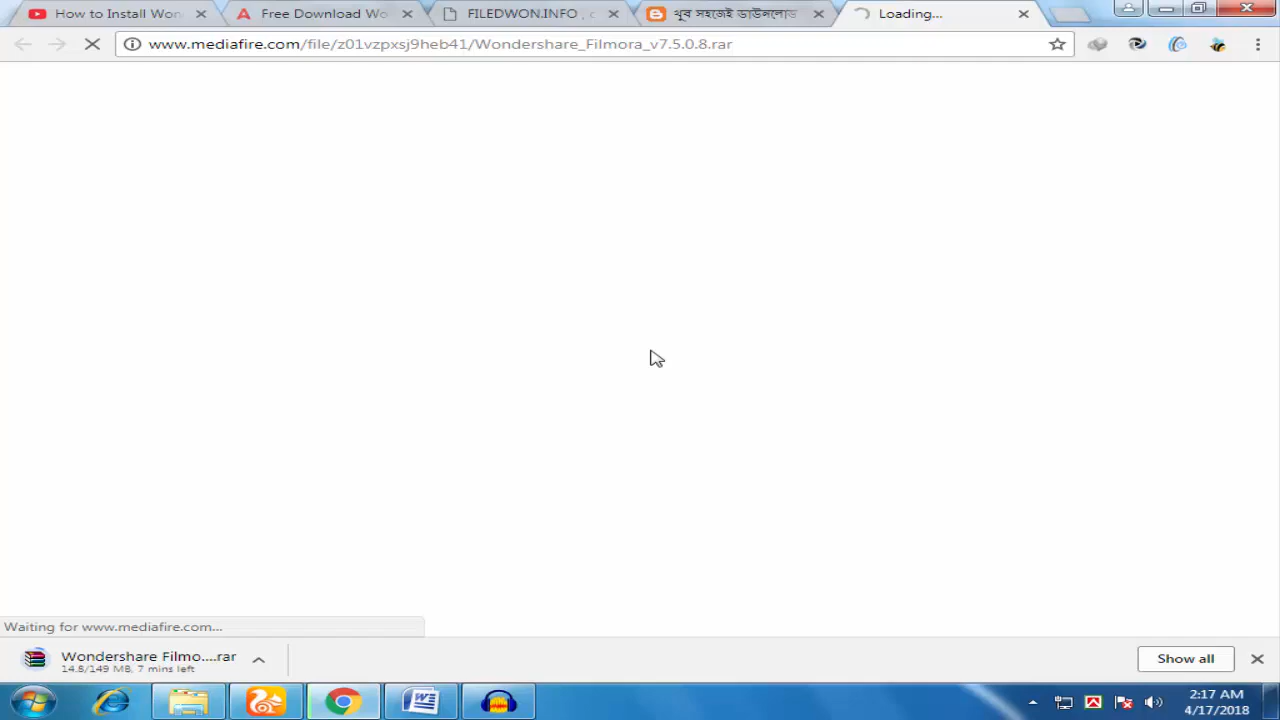 How to Install Won
Free Download Wo
FILEDWON.INFO , c
খুব সহজেই ডাউনলোড
Loading...
www.mediafire.com/file/z01vzpxsj9heb41/Wondershare_Filmora_v7.5.0.8.rar
Waiting for www.mediafire.com...
Wondershare Filmo....rar
14.8/149 MB, 7 mins left
Show all
2:17 AM
4/17/2018